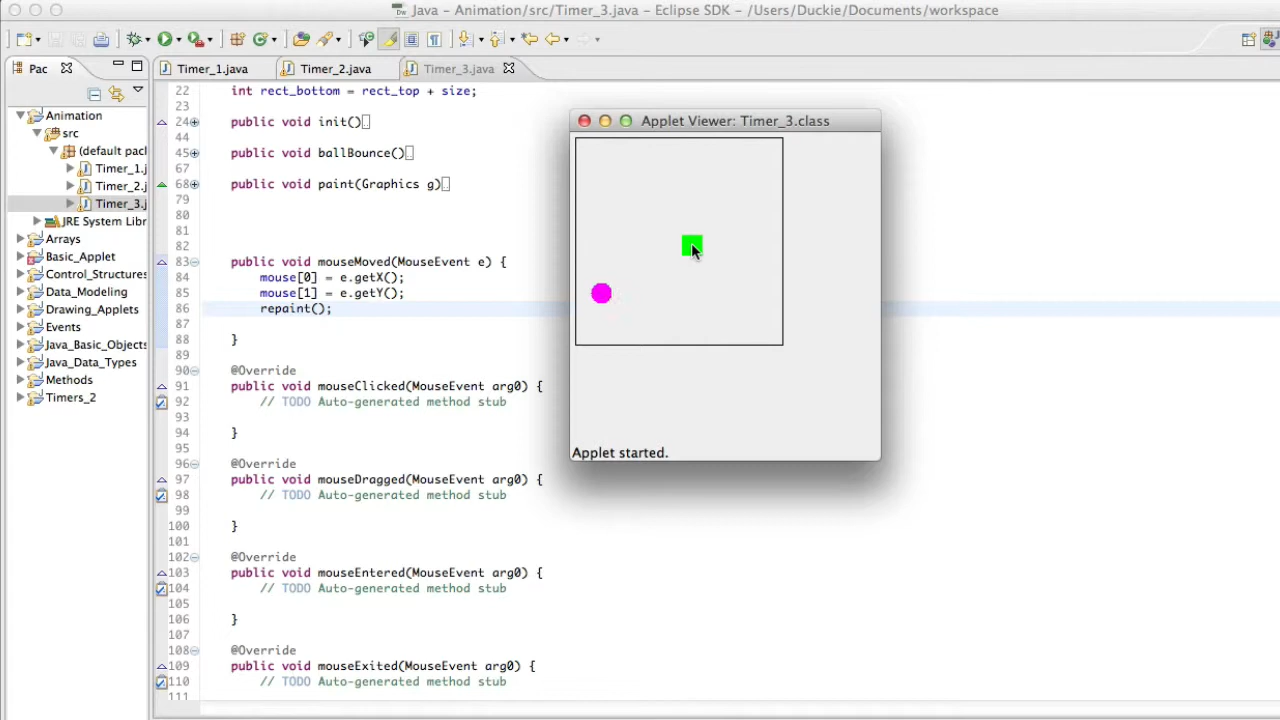 Java - Animation/src/Timer_3.java - Eclipse SDK - /Users/Duckie/Documents/workspace
Pac
Timer_1.java
Timer_2.java
Timer_3.java
Animation
src
(default pac
Timer_1.j
Timer_2.j
Timer_3.j
JRE System Libr
Arrays
Basic_Applet
Control_Structures
Data_Modeling
Drawing_Applets
Events
Java_Basic_Objects
Java_Data_Types
Methods
Timers_2
22 int rect_bottom = rect_top + size;
23
24 public void init()
44
45 public void ballBounce()
67
68 public void paint(Graphics g)
79
80
81
82
83 public void mouseMoved(MouseEvent e) {
84 mouse[0] = e.getX();
85 mouse[1] = e.getY();
86 repaint();
87
88 }
89
90 @Override
91 public void mouseClicked(MouseEvent arg0) {
92 // TODO Auto-generated method stub
93
94 }
95
96 @Override
97 public void mouseDragged(MouseEvent arg0) {
98 // TODO Auto-generated method stub
99
100 }
101
102 @Override
103 public void mouseEntered(MouseEvent arg0) {
104 // TODO Auto-generated method stub
105
106 }
107
108 @Override
109 public void mouseExited(MouseEvent arg0) {
110 // TODO Auto-generated method stub
111
Applet Viewer: Timer_3.class
Applet started.